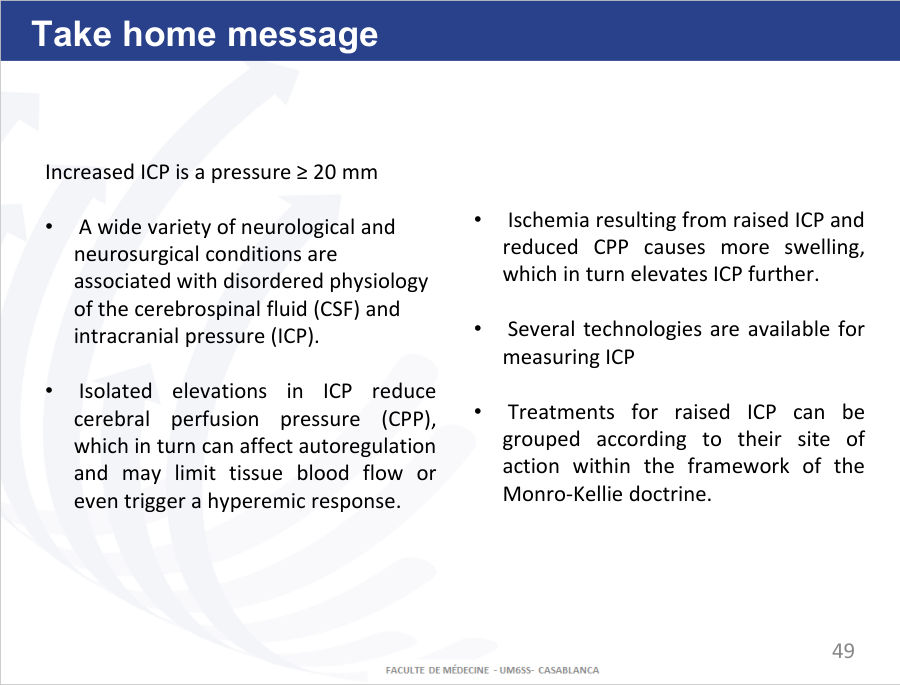 Take home message
Increased ICP is a pressure ≥ 20 mm
• A wide variety of neurological and
neurosurgical conditions are
associated with disordered physiology
of the cerebrospinal fluid (CSF) and
intracranial pressure (ICP).
• Isolated elevations in ICP reduce
cerebral perfusion pressure (CPP),
which in turn can affect autoregulation
and may limit tissue blood flow or
even trigger a hyperemic response.
• Ischemia resulting from raised ICP and
reduced CPP causes more swelling,
which in turn elevates ICP further.
• Several technologies are available for
measuring ICP
• Treatments for raised ICP can be
grouped according to their site of
action within the framework of the
Monro-Kellie doctrine.
49
FACULTE DE MÉDECINE - UM6SS- CASABLANCA